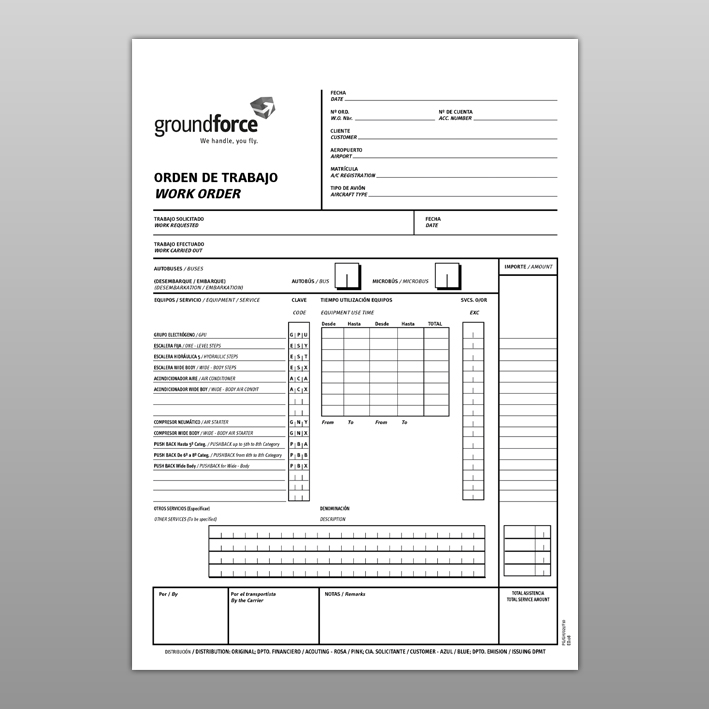 groundforce
We handle, you fly.
ORDEN DE TRABAJO
WORK ORDER
FECHA
DATE
Nº ORD.
W.O. Nbr.
Nº DE CUENTA
ACC. NUMBER
CLIENTE
CUSTOMER
AEROPUERTO
AIRPORT
MATRÍCULA
A/C REGISTRATION
TIPO DE AVIÓN
AIRCRAFT TYPE
TRABAJO SOLICITADO
WORK REQUESTED
FECHA
DATE
TRABAJO EFECTUADO
WORK CARRIED OUT
AUTOBUSES / BUSES
(DESEMBARQUE / EMBARQUE)
(DESEMBARKATION / EMBARKATION)
AUTOBÚS / BUS
MICROBÚS / MICROBUS
IMPORTE / AMOUNT
EQUIPOS / SERVICIO / EQUIPMENT / SERVICE
CLAVE
CODE
TIEMPO UTILIZACIÓN EQUIPOS
EQUIPMENT USE TIME
SVCS. O/OR
EXC
Desde Hasta Desde Hasta TOTAL
GRUPO ELECTRÓGENO / GPU G P U
ESCALERA FIJA / ONE - LEVEL STEPS E S Y
ESCALERA HIDRÁULICA 5 / HYDRAULIC STEPS E S T
ESCALERA WIDE BODY / WIDE - BODY STEPS E S X
ACONDICIONADOR AIRE / AIR CONDITIONER A C A
ACONDICIONADOR WIDE BOY / WIDE - BODY AIR CONDIT A C X
COMPRESOR NEUMÁTICO / AIR STARTER G N Y
COMPRESOR WIDE BODY / WIDE - BODY AIR STARTER G N X
PUSH BACK Hasta 5ª Categ. / PUSHBACK up to 5th to 8th Category P B A
PUSH BACK De 6ª a 8ª Categ. / PUSHBACK from 6th to 8th Category P B B
PUSH BACK Wide Body / PUSHBACK for Wide - Body P B X
From To From To
OTROS SERVICIOS (Especificar)
OTHER SERVICES (To be specified)
DENOMINACIÓN
DESCRIPTION
Por / By
Por el transportista
By the Carrier
NOTAS / Remarks
TOTAL ASISTENCIA
TOTAL SERVICE AMOUNT
DISTRIBUCIÓN / DISTRIBUTION: ORIGINAL; DPTO. FINANCIERO / ACOUTING - ROSA / PINK; CIA. SOLICITANTE / CUSTOMER - AZUL / BLUE; DPTO. EMISION / ISSUING DPMT